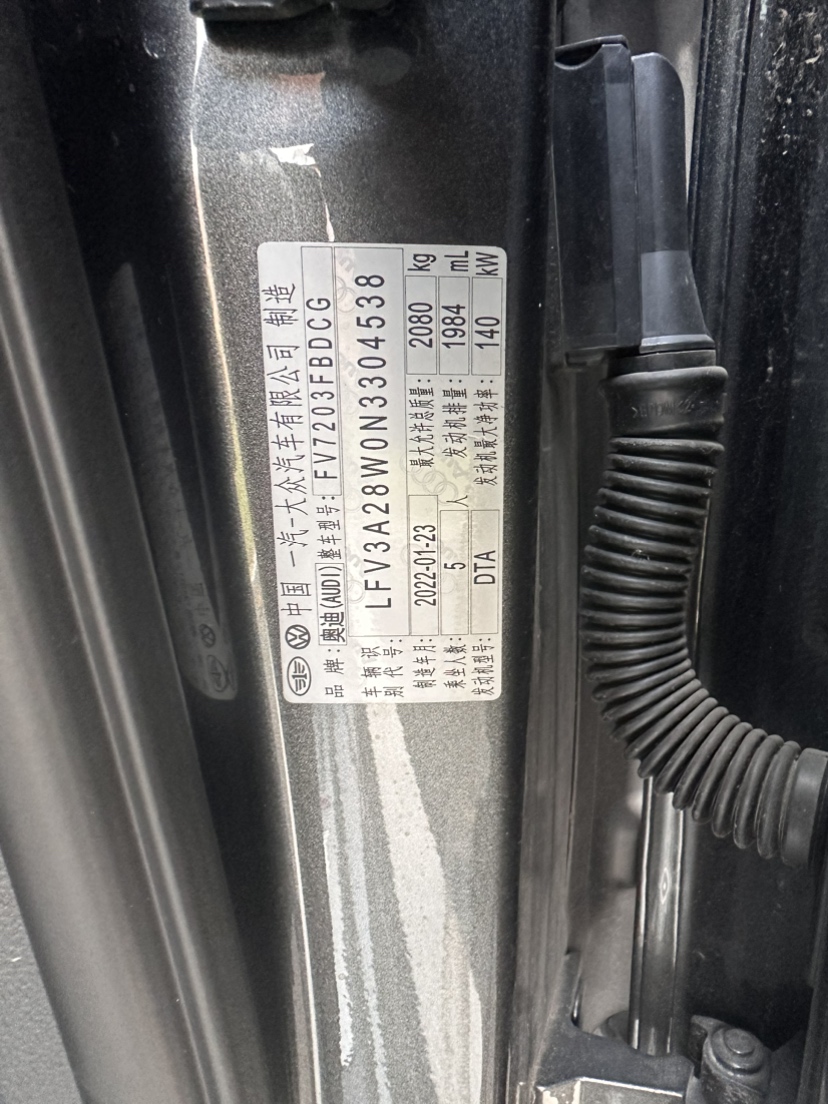 中国 一汽-大众汽车有限公司 制造
品 牌：奥迪(AUDI) 整车型号：FV7203FBDCG
车 辆 识
别 代 号： LFV3A28W0N3304538
制造年月：2022-01-23 最大允许总质量：2080 kg
乘坐人数：5 人 发动机排量：1984 mL
发动机型号：DTA 发动机最大净功率：140 kW